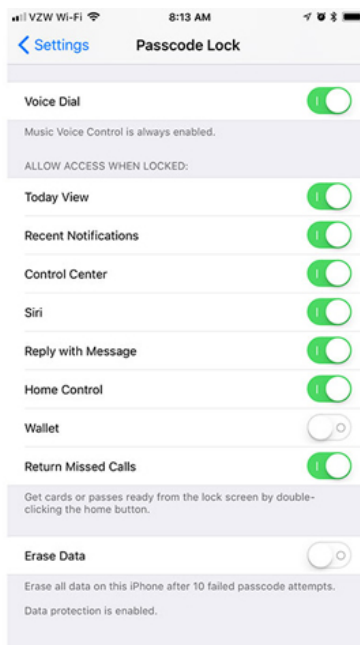 VZW Wi-Fi 8:13 AM
Settings Passcode Lock
Voice Dial
Music Voice Control is always enabled.
ALLOW ACCESS WHEN LOCKED:
Today View
Recent Notifications
Control Center
Siri
Reply with Message
Home Control
Wallet
Return Missed Calls
Get cards or passes ready from the lock screen by double-
clicking the home button.
Erase Data
Erase all data on this iPhone after 10 failed passcode attempts.
Data protection is enabled.